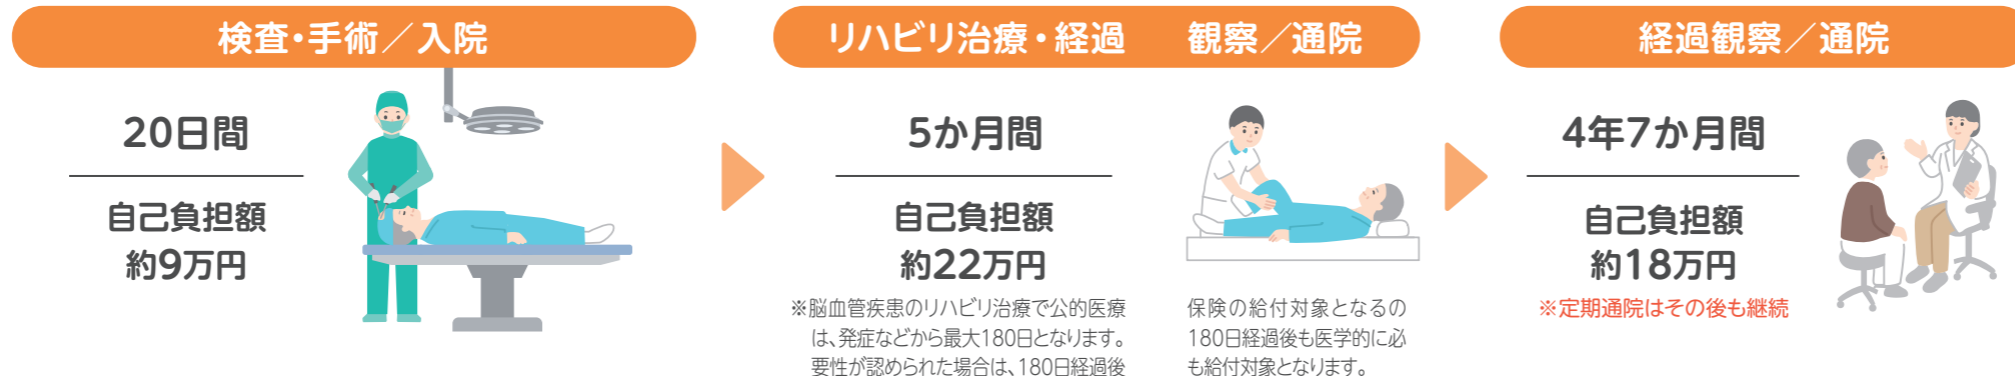 検査・手術／入院
20日間
自己負担額
約9万円
リハビリ治療・経過　観察／通院
5か月間
自己負担額
約22万円
※脳血管疾患のリハビリ治療で公的医療　保険の給付対象となるの
は、発症などから最大180日となります。　180日経過後も医学的に必
要性が認められた場合は、180日経過後　も給付対象となります。
経過観察／通院
4年7か月間
自己負担額
約18万円
※定期通院はその後も継続